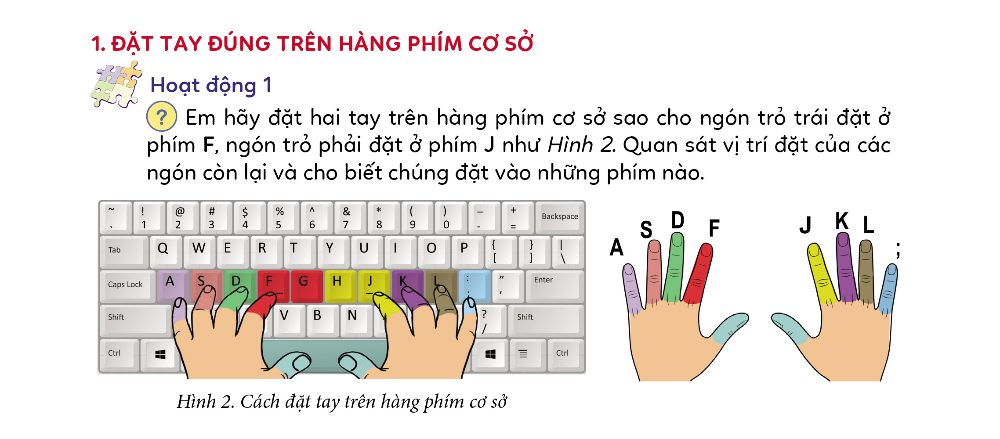 1. ĐẶT TAY ĐÚNG TRÊN HÀNG PHÍM CƠ SỞ
Hoạt động 1
? Em hãy đặt hai tay trên hàng phím cơ sở sao cho ngón trỏ trái đặt ở
phím F, ngón trỏ phải đặt ở phím J như Hình 2. Quan sát vị trí đặt của các
ngón còn lại và cho biết chúng đặt vào những phím nào.
~ ! @ # $ % ^ & * ( ) – +
` 1 2 3 4 5 6 7 8 9 0 - = Backspace
Tab Q W E R T Y U I O P { [ } ] | \
Caps Lock A S D F G H J K L : ; " , Enter
Shift V B N ? / Shift
Ctrl Ctrl
A S D F J K L ;
Hình 2. Cách đặt tay trên hàng phím cơ sở